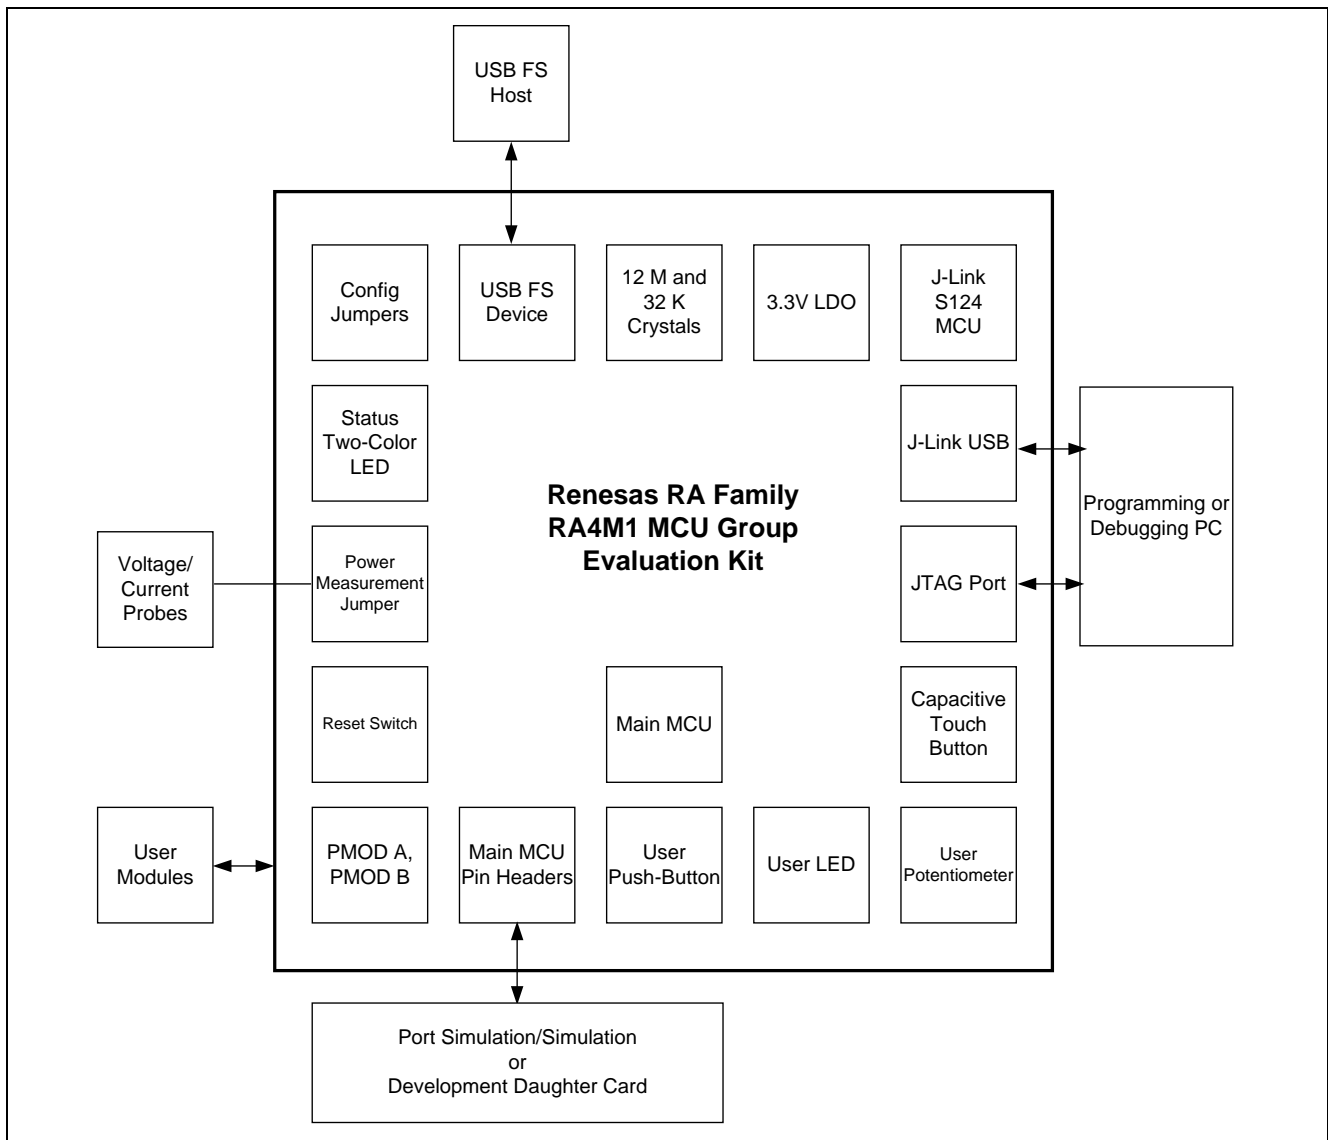 USB FS
Host
Config
Jumpers
USB FS
Device
12 M and
32 K
Crystals
3.3V LDO
J-Link
S124
MCU
Status
Two-Color
LED
J-Link USB
Programming or
Debugging PC
Renesas RA Family
RA4M1 MCU Group
Evaluation Kit
Voltage/
Current
Probes
Power
Measurement
Jumper
JTAG Port
Reset Switch
Main MCU
Capacitive
Touch
Button
User
Modules
PMOD A,
PMOD B
Main MCU
Pin Headers
User
Push-Button
User LED
User
Potentiometer
Port Simulation/Simulation
or
Development Daughter Card